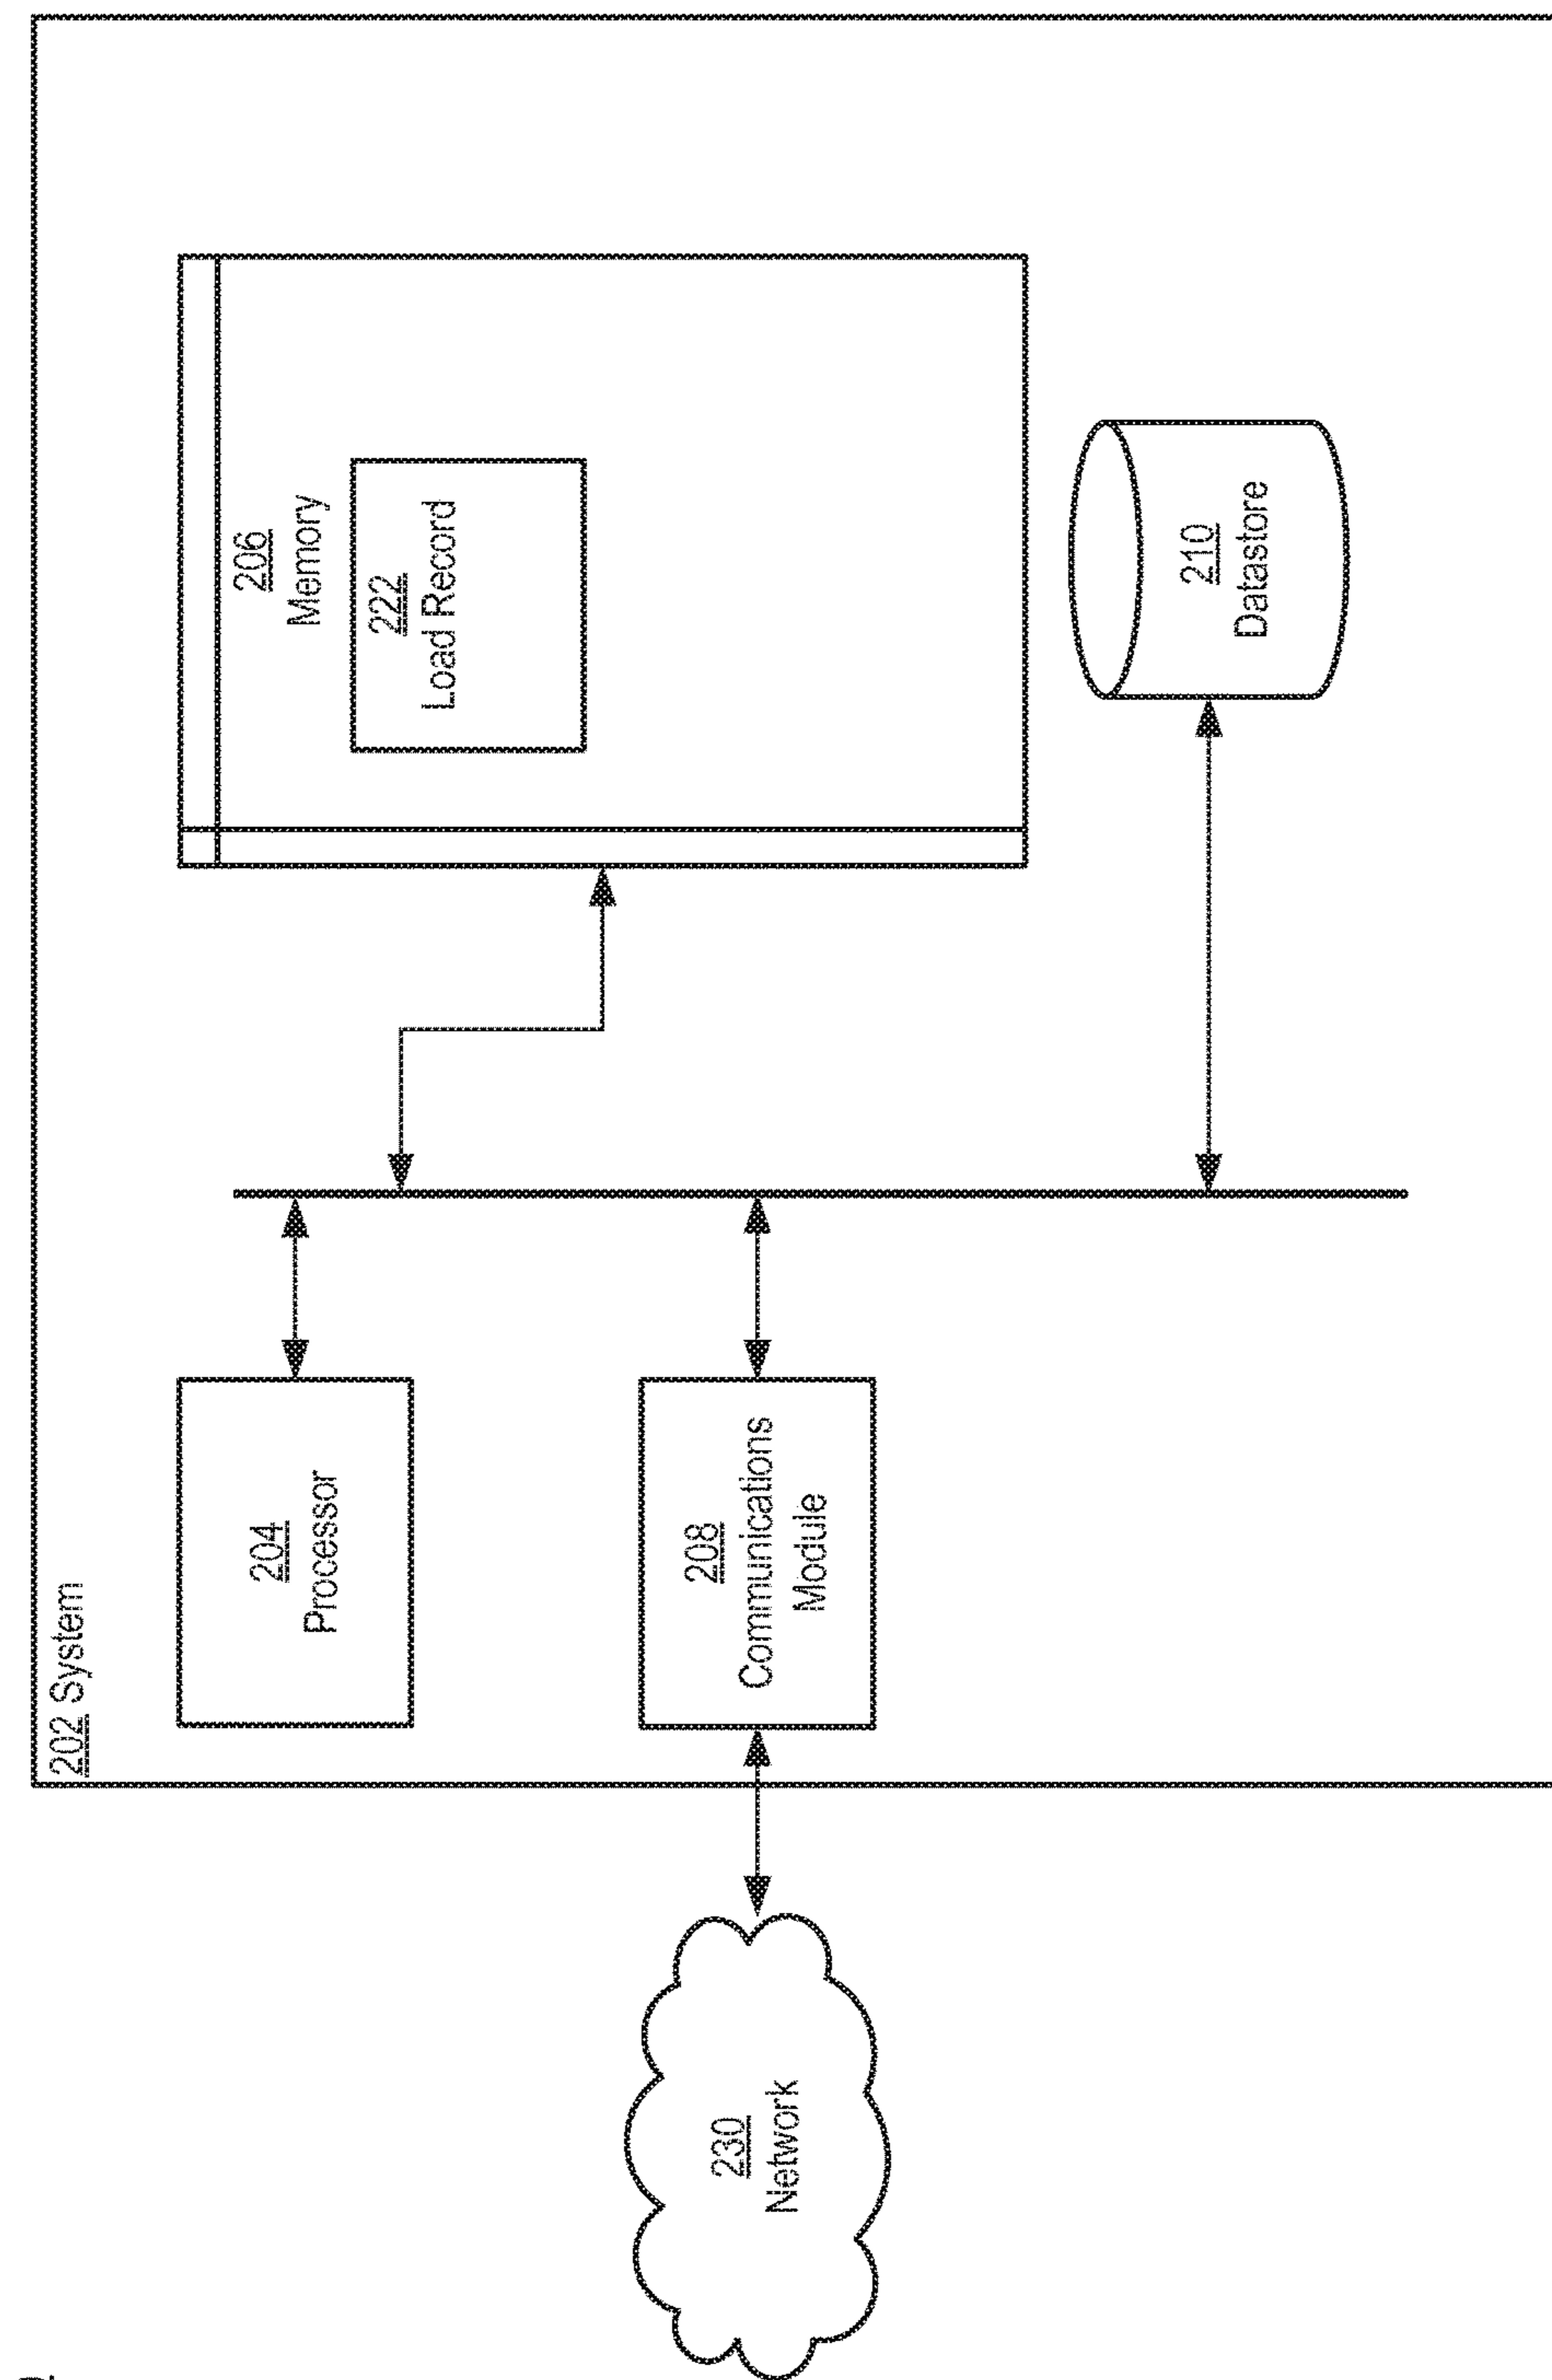 202 System
204
Processor
206
Memory
222
Load Record
208
Communications
Module
210
Datastore
230
Network